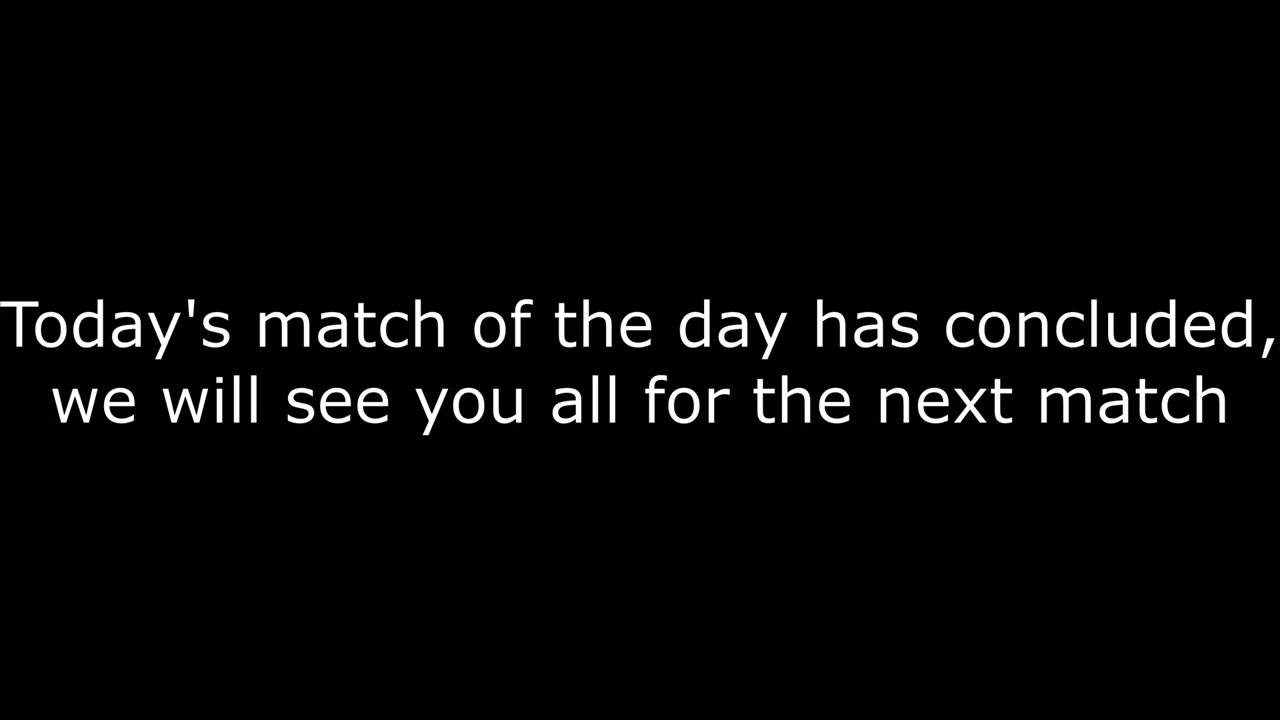 Today's match of the day has concluded,
we will see you all for the next match